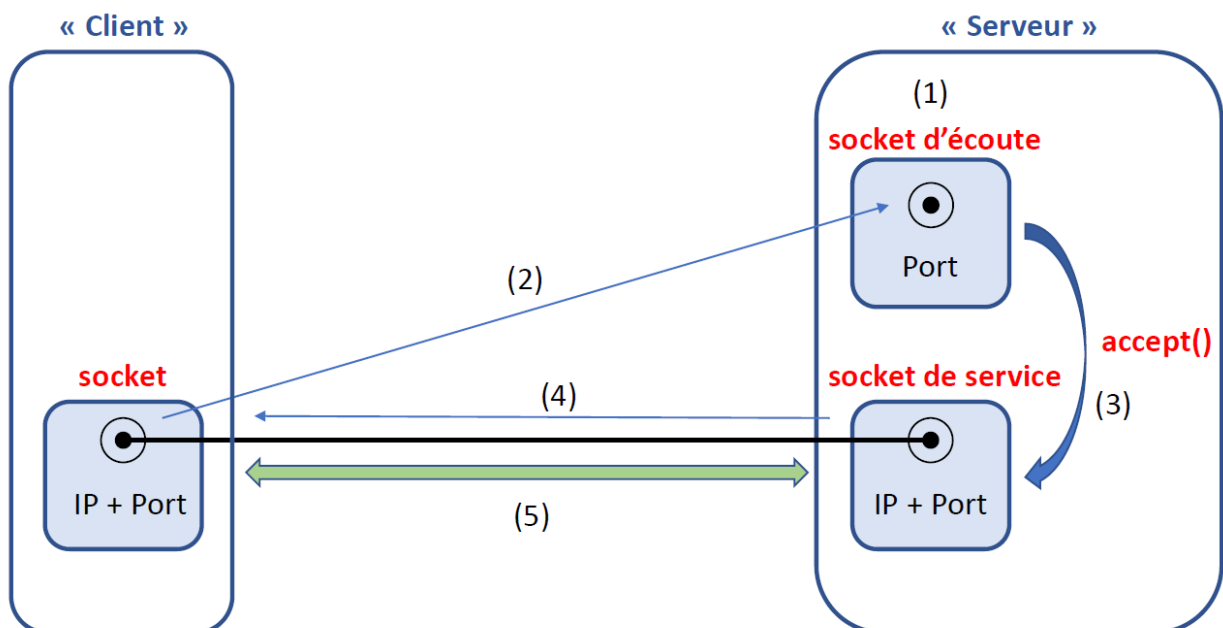 « Client »
« Serveur »
(1)
socket d’écoute
Port
(2)
accept()
socket
socket de service
(4)
(3)
IP + Port
IP + Port
(5)